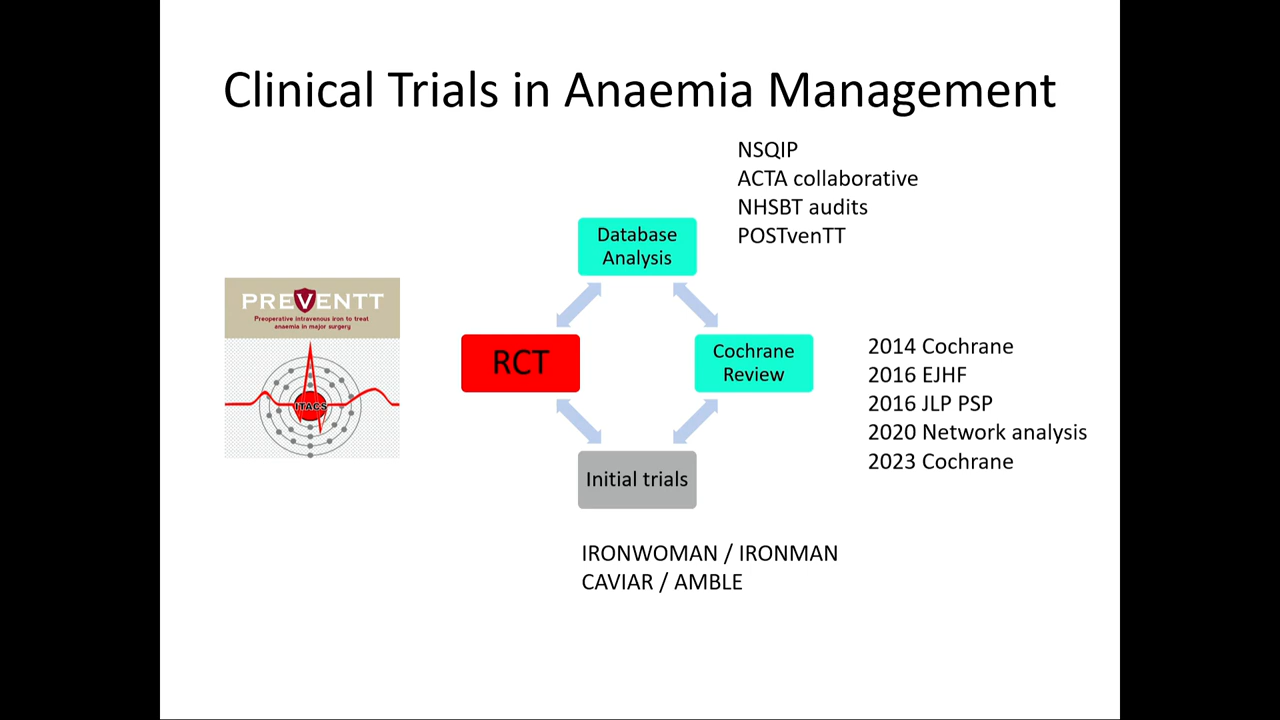 Clinical Trials in Anaemia Management
NSQIP
ACTA collaborative
NHSBT audits
POSTvenTT
Database
Analysis
PREVENTT
Preoperative intravenous iron to treat
anaemia in major surgery
ITACS
RCT
Cochrane
Review
2014 Cochrane
2016 EJHF
2016 JLP PSP
2020 Network analysis
2023 Cochrane
Initial trials
IRONWOMAN / IRONMAN
CAVIAR / AMBLE